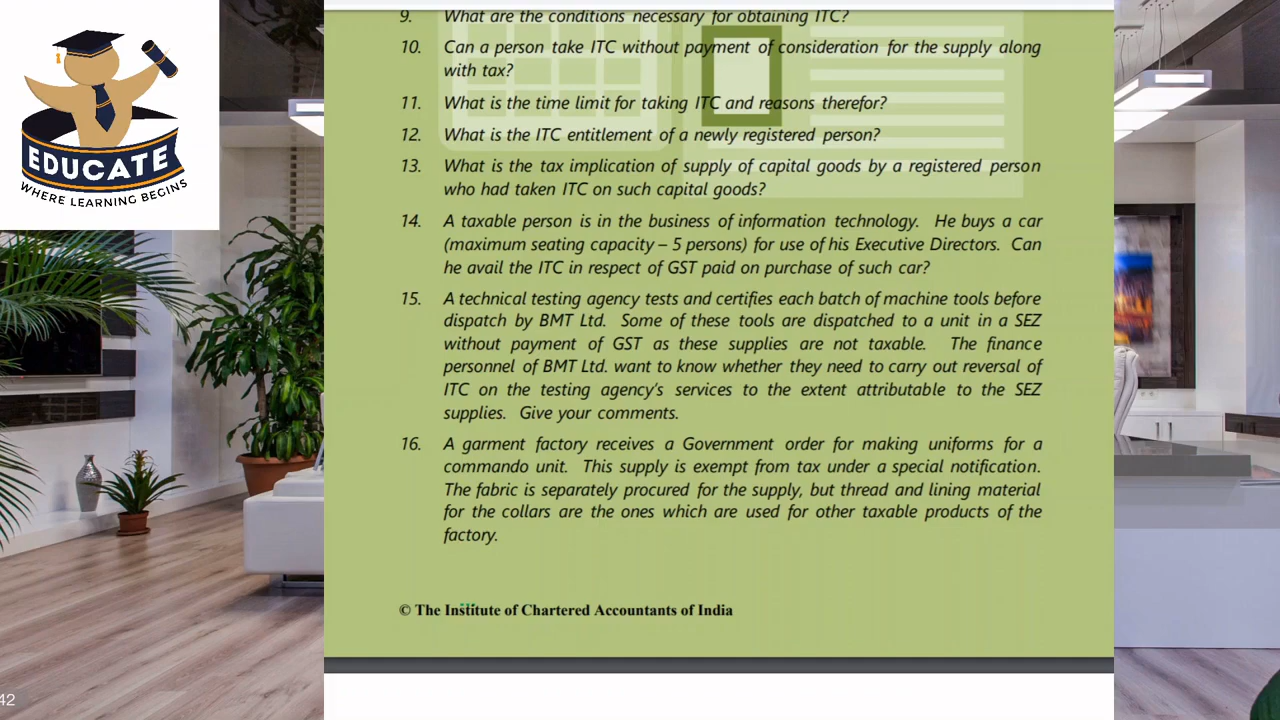 EDUCATE
WHERE LEARNING BEGINS
9. What are the conditions necessary for obtaining ITC?
10. Can a person take ITC without payment of consideration for the supply along
with tax?
11. What is the time limit for taking ITC and reasons therefor?
12. What is the ITC entitlement of a newly registered person?
13. What is the tax implication of supply of capital goods by a registered person
who had taken ITC on such capital goods?
14. A taxable person is in the business of information technology. He buys a car
(maximum seating capacity – 5 persons) for use of his Executive Directors. Can
he avail the ITC in respect of GST paid on purchase of such car?
15. A technical testing agency tests and certifies each batch of machine tools before
dispatch by BMT Ltd. Some of these tools are dispatched to a unit in a SEZ
without payment of GST as these supplies are not taxable. The finance
personnel of BMT Ltd. want to know whether they need to carry out reversal of
ITC on the testing agency's services to the extent attributable to the SEZ
supplies. Give your comments.
16. A garment factory receives a Government order for making uniforms for a
commando unit. This supply is exempt from tax under a special notification.
The fabric is separately procured for the supply, but thread and lining material
for the collars are the ones which are used for other taxable products of the
factory.
© The Institute of Chartered Accountants of India
42